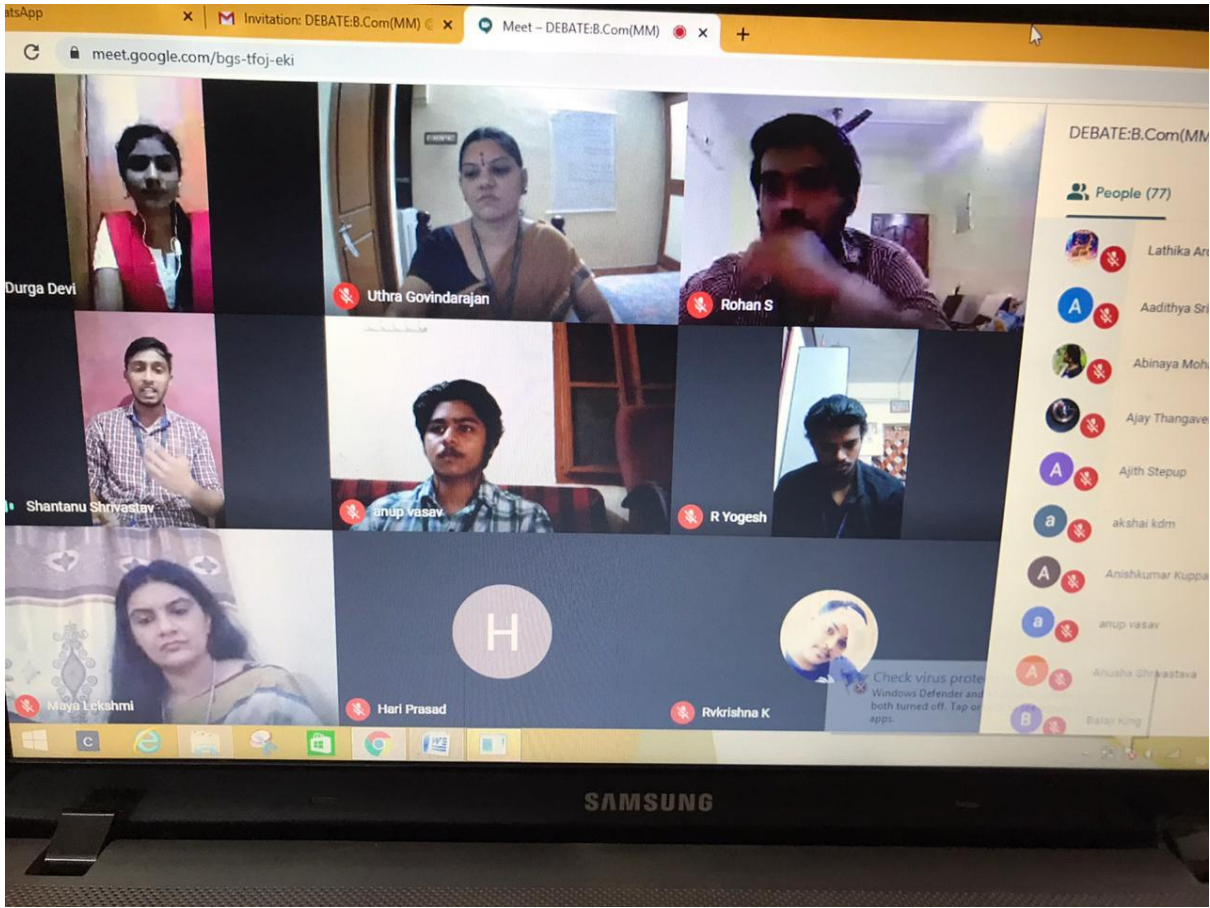 atsApp
Invitation: DEBATE:B.Com(MM) @
Meet – DEBATE:B.Com(MM)
meet.google.com/bgs-tfoj-eki
DEBATE:B.Com(MM
People (77)
Durga Devi
Uthra Govindarajan
Rohan S
Shantanu Shrivastav
anup vasav
R Yogesh
Maya Lekshmi
H
Hari Prasad
Rvkrishna K
Lathika Aro
A
Aadithya Sri
Abinaya Moha
Ajay Thangave
A
Ajith Stepup
a
akshai kdm
A
Anishkumar Kuppa
a
anup vasav
A
Anusha Shrivastava
B
Balaji King
Check virus prote
Windows Defender and
both turned off. Tap or
apps.
C
SAMSUNG